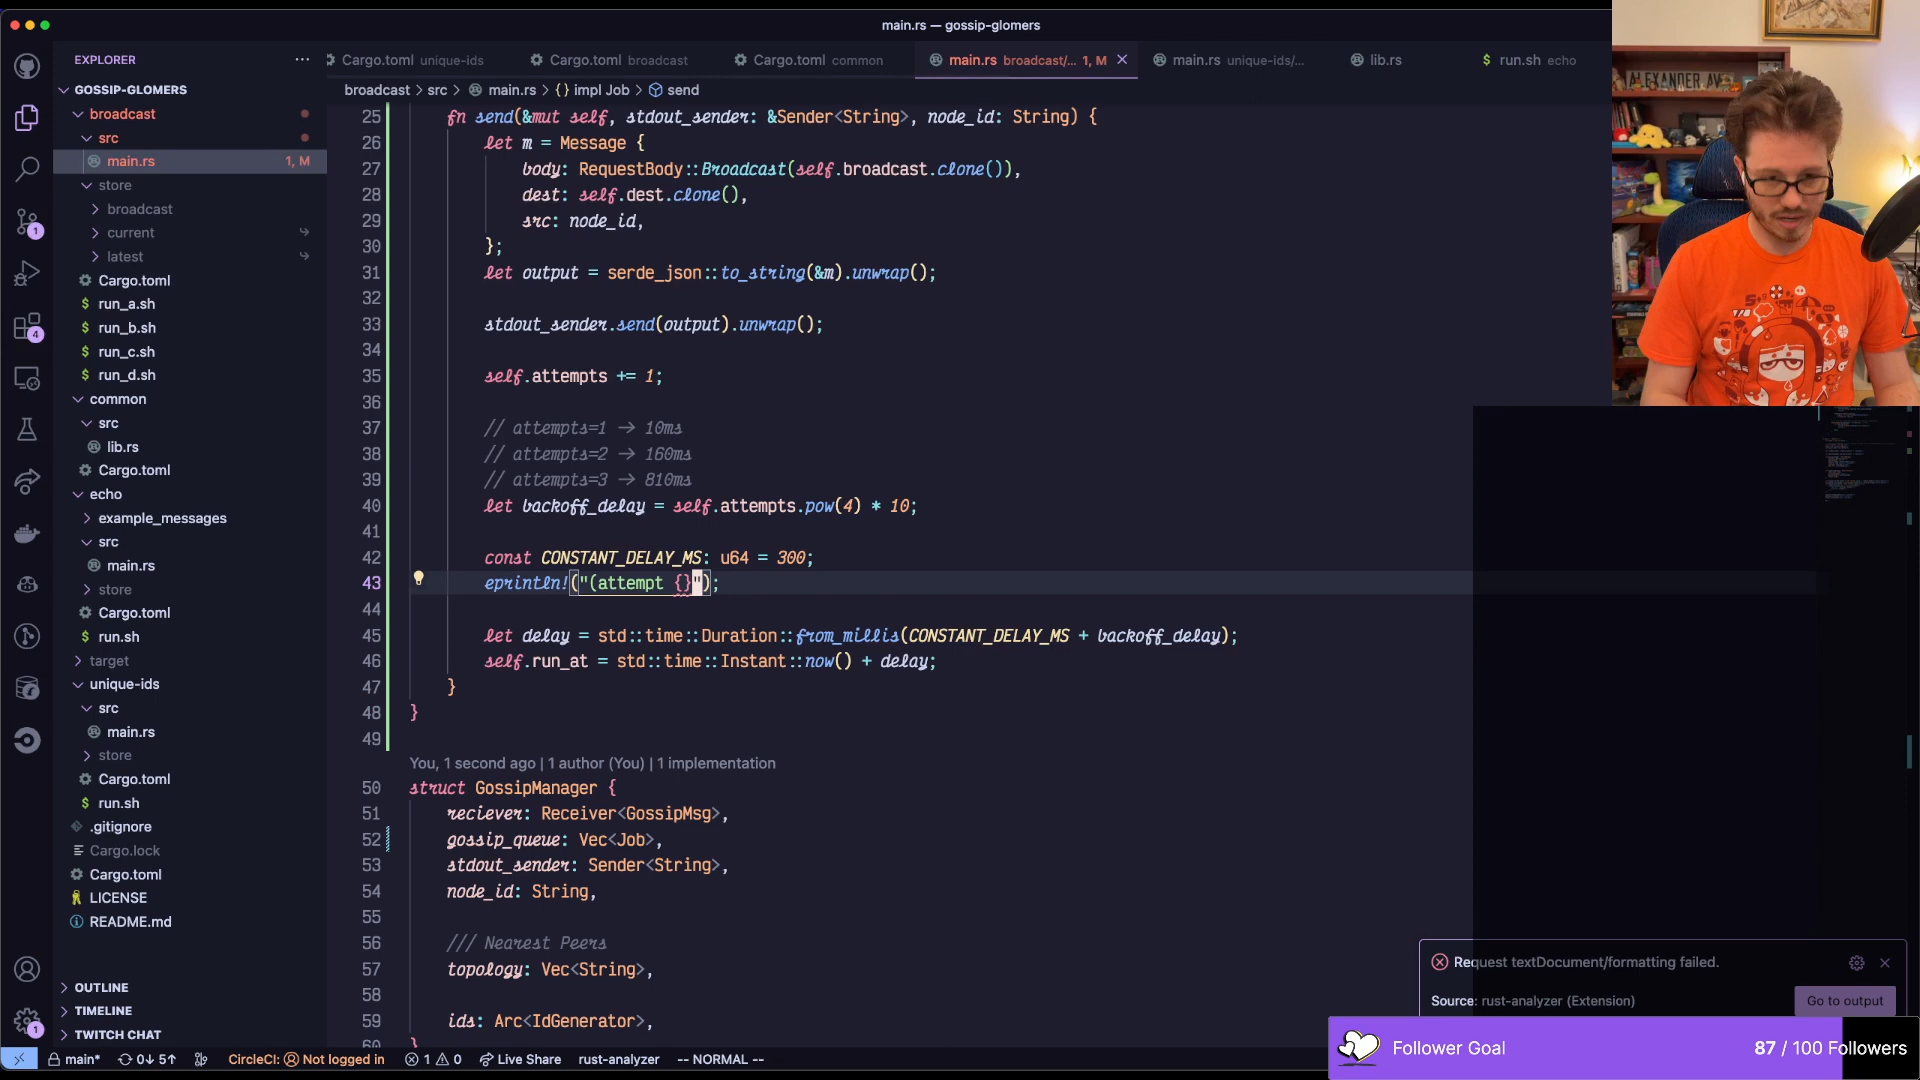 main.rs — gossip-glomers
EXPLORER
Cargo.toml unique-ids
Cargo.toml broadcast
Cargo.toml common
main.rs broadcast/... 1, M
main.rs unique-ids/...
lib.rs
run.sh echo
GOSSIP-GLOMERS
broadcast
src
main.rs 1, M
store
broadcast
current
latest
Cargo.toml
run_a.sh
run_b.sh
run_c.sh
run_d.sh
common
src
lib.rs
Cargo.toml
echo
example_messages
src
main.rs
store
Cargo.toml
run.sh
target
unique-ids
src
main.rs
store
Cargo.toml
run.sh
.gitignore
Cargo.lock
Cargo.toml
LICENSE
README.md
OUTLINE
TIMELINE
TWITCH CHAT
broadcast > src > main.rs > {} impl Job > send
25 fn send(&mut self, stdout_sender: &Sender<String>, node_id: String) {
26 let m = Message {
27 body: RequestBody::Broadcast(self.broadcast.clone()),
28 dest: self.dest.clone(),
29 src: node_id,
30 };
31 let output = serde_json::to_string(&m).unwrap();
32
33 stdout_sender.send(output).unwrap();
34
35 self.attempts += 1;
36
37 // attempts=1 -> 10ms
38 // attempts=2 -> 160ms
39 // attempts=3 -> 810ms
40 let backoff_delay = self.attempts.pow(4) * 10;
41
42 const CONSTANT_DELAY_MS: u64 = 300;
43 eprintln!("(attempt {}");
44
45 let delay = std::time::Duration::from_millis(CONSTANT_DELAY_MS + backoff_delay);
46 self.run_at = std::time::Instant::now() + delay;
47 }
48 }
49
You, 1 second ago | 1 author (You) | 1 implementation
50 struct GossipManager {
51 reciever: Receiver<GossipMsg>,
52 gossip_queue: Vec<Job>,
53 stdout_sender: Sender<String>,
54 node_id: String,
55
56 /// Nearest Peers
57 topology: Vec<String>,
58
59 ids: Arc<IdGenerator>,
60 }
ALEXANDER AV
Request textDocument/formatting failed.
Source: rust-analyzer (Extension)
Go to output
Follower Goal
87 / 100 Followers
main* 0↓ 5↑ CircleCI: Not logged in 1 0 Live Share rust-analyzer -- NORMAL --
4
1
1